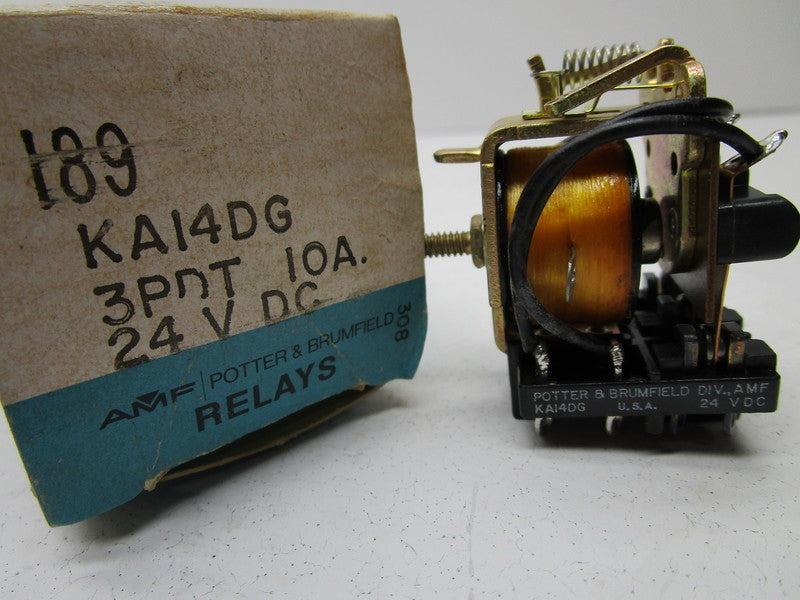 189
KA14DG
3PDT 10A.
24 V DC
AMF | POTTER & BRUMFIELD 308
RELAYS
POTTER & BRUMFIELD DIV., AMF
KA14DG U.S.A. 24 VDC